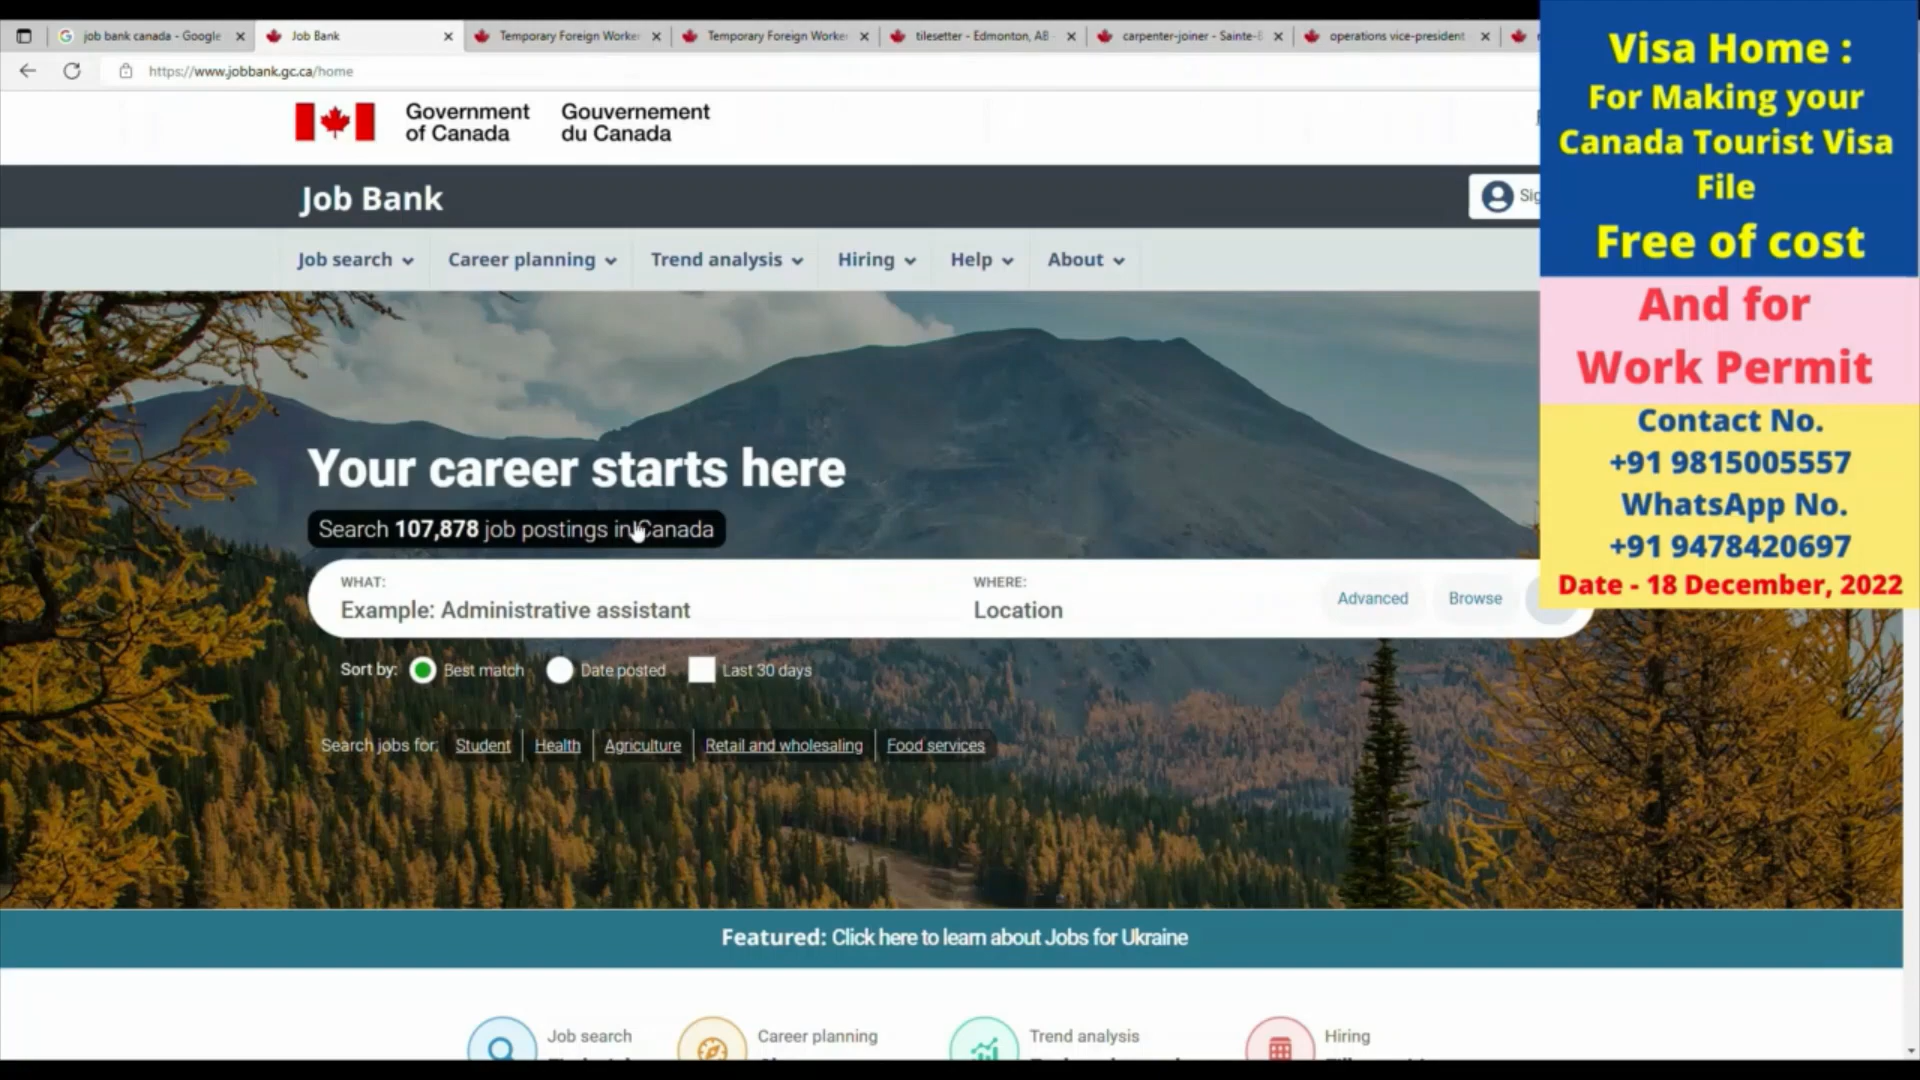 job bank canada - Google
Job Bank
Temporary Foreign Worker
Temporary Foreign Worker
tilesetter - Edmonton, AB -
carpenter-joiner - Sainte-
operations vice-president
https://www.jobbank.gc.ca/home
Government
of Canada
Gouvernement
du Canada
Job Bank
Job search
Career planning
Trend analysis
Hiring
Help
About
Your career starts here
Search 107,878 job postings in Canada
WHAT:
Example: Administrative assistant
WHERE:
Location
Advanced
Browse
Sort by:
Best match
Date posted
Last 30 days
Search jobs for:
Student
Health
Agriculture
Retail and wholesaling
Food services
Featured: Click here to learn about Jobs for Ukraine
Job search
Career planning
Trend analysis
Hiring
Visa Home :
For Making your
Canada Tourist Visa
File
Free of cost
And for
Work Permit
Contact No.
+91 9815005557
WhatsApp No.
+91 9478420697
Date - 18 December, 2022